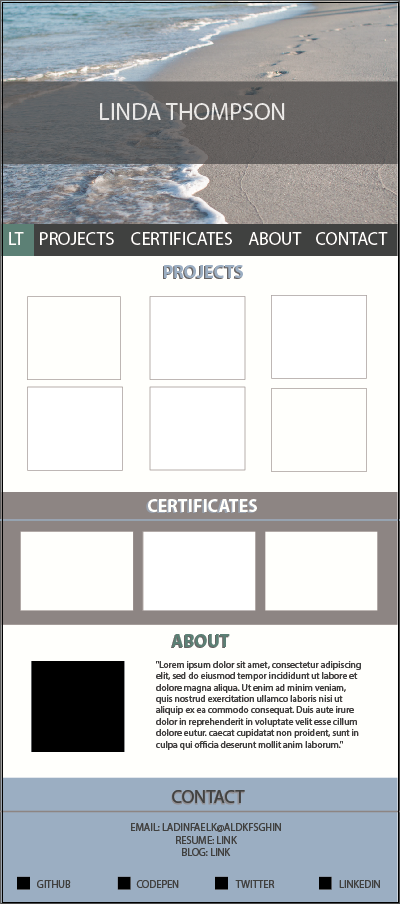 LINDA THOMPSON
LT PROJECTS CERTIFICATES ABOUT CONTACT
PROJECTS
CERTIFICATES
ABOUT
"Lorem ipsum dolor sit amet, consectetur adipiscing
elit, sed do eiusmod tempor incididunt ut labore et
dolore magna aliqua. Ut enim ad minim veniam,
quis nostrud exercitation ullamco laboris nisi ut
aliquip ex ea commodo consequat. Duis aute irure
dolor in reprehenderit in voluptate velit esse cillum
dolore eutur. caecat cupidatat non proident, sunt in
culpa qui officia deserunt mollit anim laborum."
CONTACT
EMAIL: LADINFAELK@ALDKFSGHIN
RESUME: LINK
BLOG: LINK
GITHUB CODEPEN TWITTER LINKEDIN